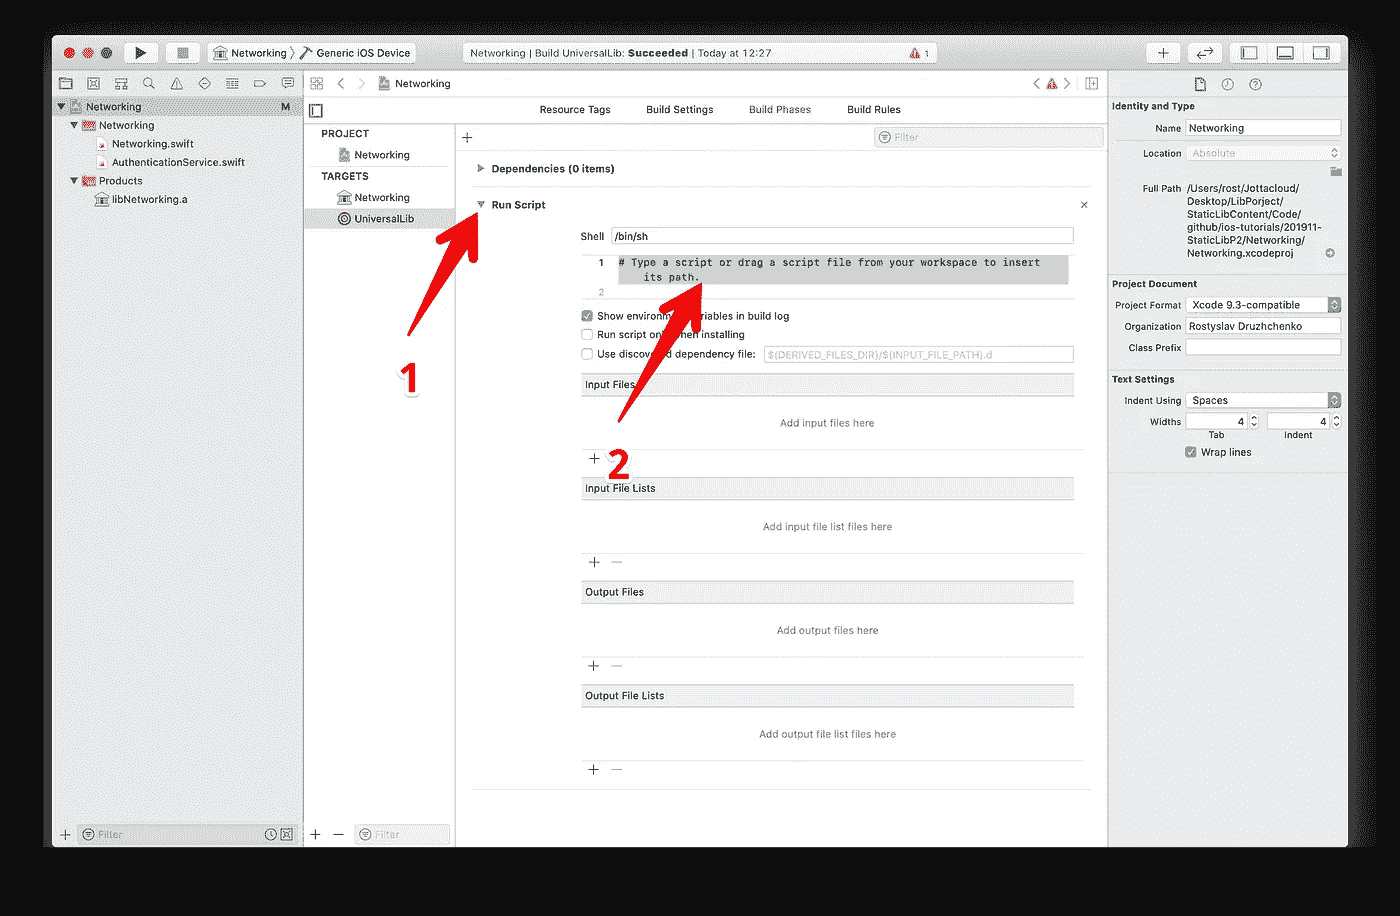 Networking
Generic iOS Device
Networking | Build UniversalLib: Succeeded | Today at 12:27
1
Networking
Networking M
Networking
Networking.swift
AuthenticationService.swift
Products
libNetworking.a
Filter
Resource Tags
Build Settings
Build Phases
Build Rules
PROJECT
Networking
TARGETS
Networking
UniversalLib
Filter
Filter
Dependencies (0 items)
Run Script
Shell /bin/sh
1 # Type a script or drag a script file from your workspace to insert
its path.
2
Show environ riables in build log
Run script on hen installing
Use disco d dependency file: $(DERIVED_FILES_DIR)/$(INPUT_FILE_PATH).d
1
2
Input Files
Add input files here
Input File Lists
Add input file list files here
Output Files
Add output files here
Output File Lists
Add output file list files here
Identity and Type
Name Networking
Location Absolute
Full Path /Users/rost/Jottacloud/
Desktop/LibPorject/
StaticLibContent/Code/
github/ios-tutorials/201911-
StaticLibP2/Networking/
Networking.xcodeproj
Project Document
Project Format Xcode 9.3-compatible
Organization Rostyslav Druzhchenko
Class Prefix
Text Settings
Indent Using Spaces
Widths 4 4
Tab Indent
Wrap lines